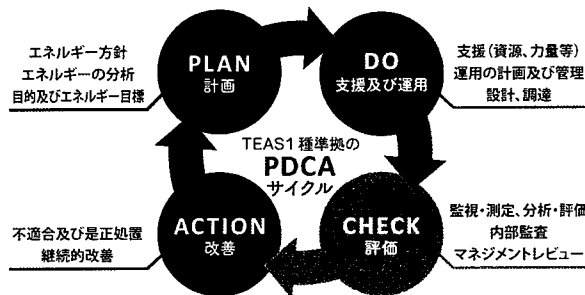 エネルギー方針
エネルギーの分析
目的及びエネルギー目標
PLAN
計画
DO
支援及び運用
支援(資源、力量等)
運用の計画及び管理
設計、調達
TEAS1種準拠の
PDCA
サイクル
不適合及び是正処置
継続的改善
ACTION
改善
CHECK
評価
監視・測定、分析・評価
内部監査
マネジメントレビュー